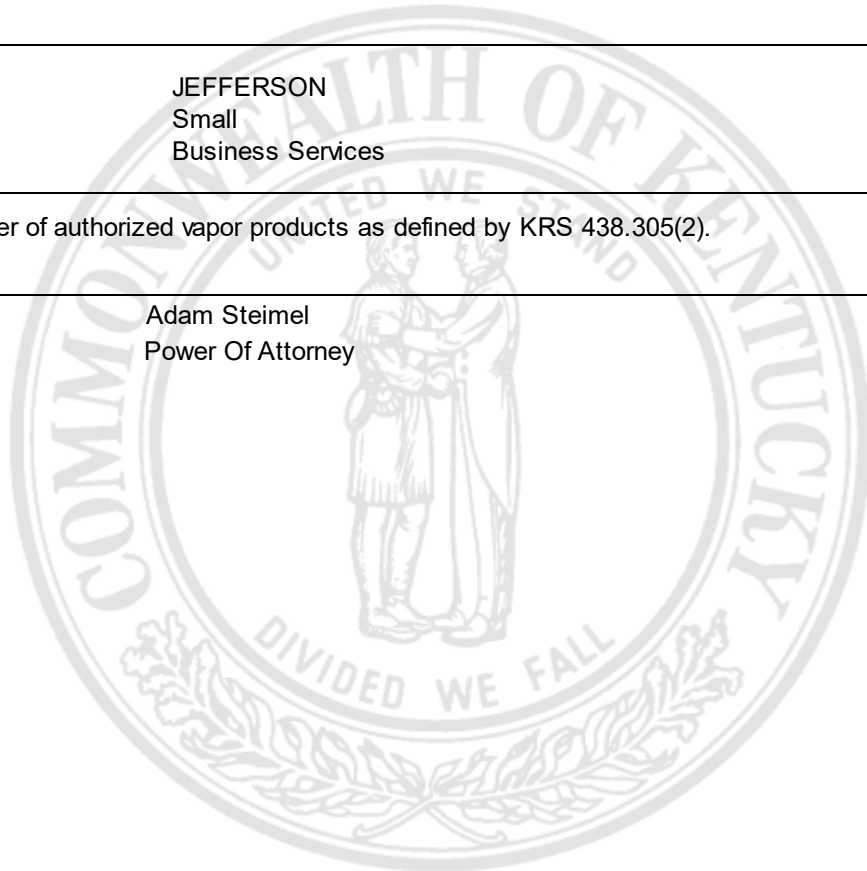 JEFFERSON
Small
Business Services
er of authorized vapor products as defined by KRS 438.305(2).
Adam Steimel
Power Of Attorney
COMMONWEALTH OF KENTUCKY
UNITED WE STAND
DIVIDED WE FALL